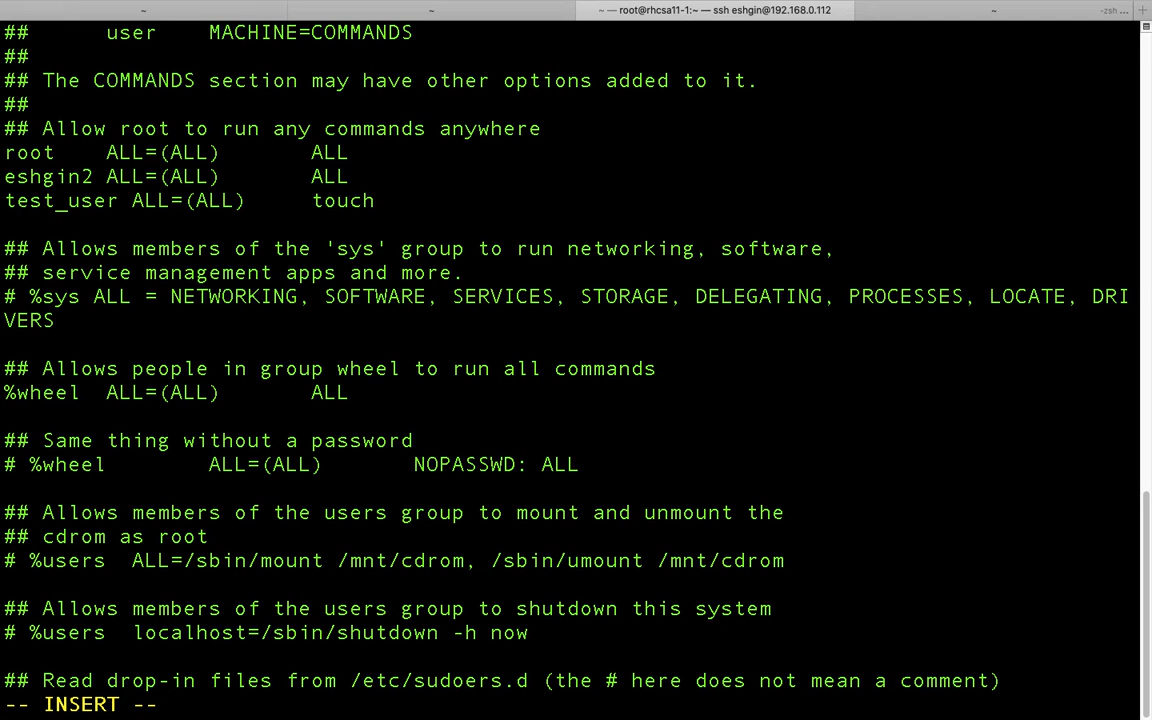 ~ ~ ~ — root@rhcsa11-1:~ — ssh eshgin@192.168.0.112 ~ -zsh ... +
## user MACHINE=COMMANDS
##
## The COMMANDS section may have other options added to it.
##
## Allow root to run any commands anywhere
root ALL=(ALL) ALL
eshgin2 ALL=(ALL) ALL
test_user ALL=(ALL) touch
## Allows members of the 'sys' group to run networking, software,
## service management apps and more.
# %sys ALL = NETWORKING, SOFTWARE, SERVICES, STORAGE, DELEGATING, PROCESSES, LOCATE, DRI
VERS
## Allows people in group wheel to run all commands
%wheel ALL=(ALL) ALL
## Same thing without a password
# %wheel ALL=(ALL) NOPASSWD: ALL
## Allows members of the users group to mount and unmount the
## cdrom as root
# %users ALL=/sbin/mount /mnt/cdrom, /sbin/umount /mnt/cdrom
## Allows members of the users group to shutdown this system
# %users localhost=/sbin/shutdown -h now
## Read drop-in files from /etc/sudoers.d (the # here does not mean a comment)
-- INSERT --